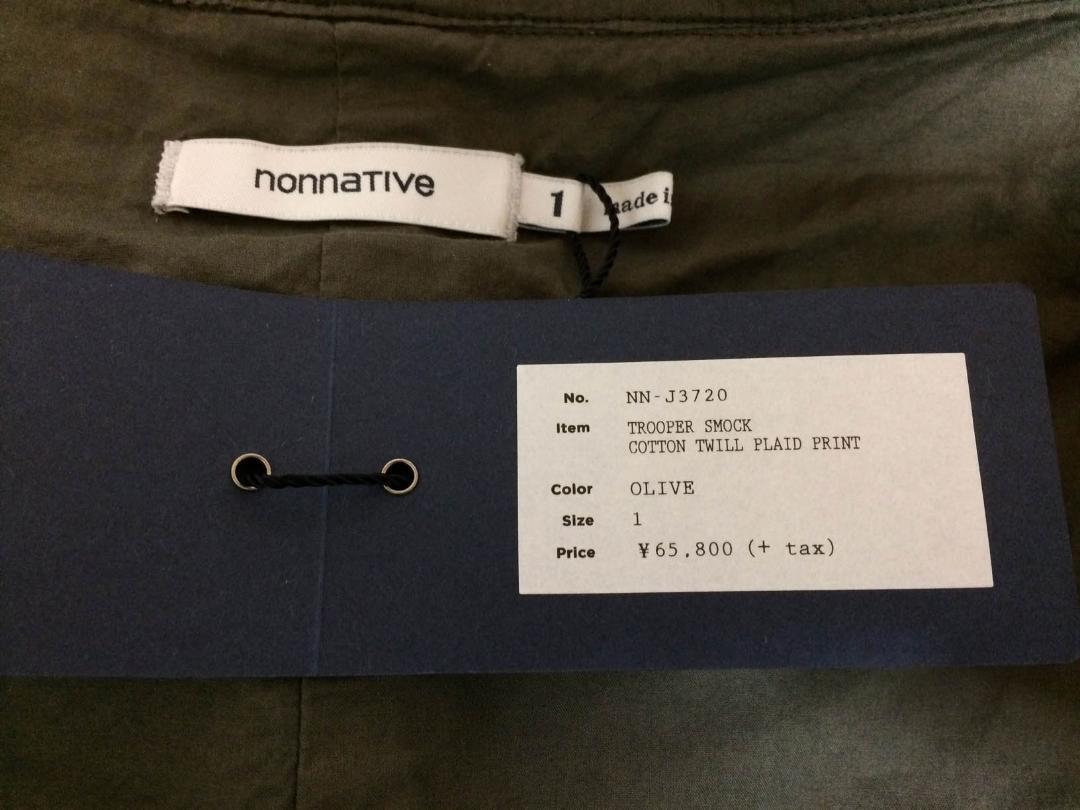 nonnaTIve
1
made i
No. NN-J3720
Item TROOPER SMOCK
COTTON TWILL PLAID PRINT
Color OLIVE
Size 1
Price ¥65,800 (+ tax)